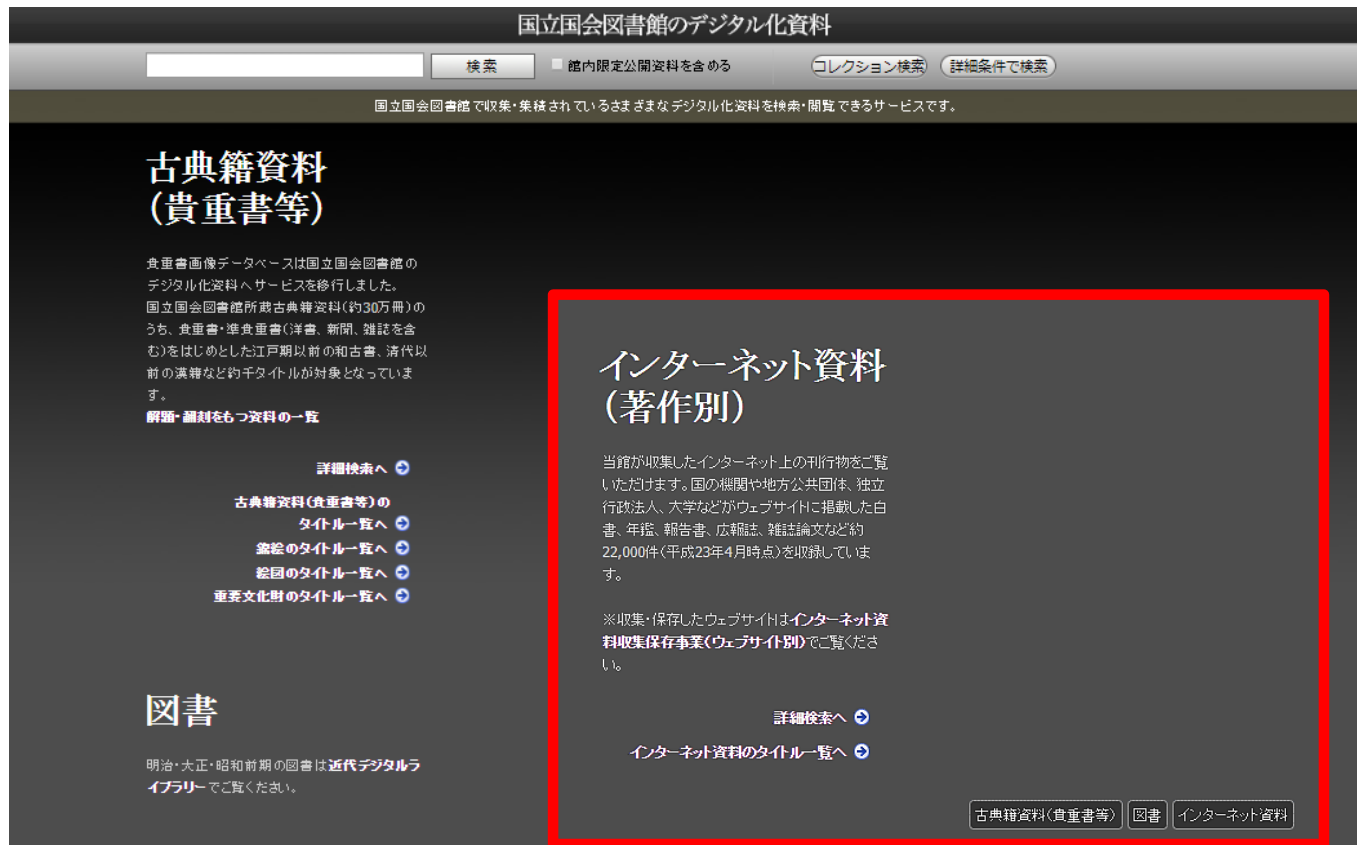 国立国会図書館のデジタル化資料
検索
館内限定公開資料を含める
コレクション検索
詳細条件で検索
国立国会図書館で収集・集積されているさまざまなデジタル化資料を検索・閲覧できるサービスです。
古典籍資料
（貴重書等）
貴重書画像データベースは国立国会図書館の
デジタル化資料へサービスを移行しました。
国立国会図書館所蔵古典籍資料（約30万冊）の
うち、貴重書・準貴重書（洋書、新聞、雑誌を含
む）をはじめとした江戸期以前の和古書、清代以
前の漢籍など約千タイトルが対象となっていま
す。
解題・翻刻をもつ資料の一覧
詳細検索へ
古典籍資料（貴重書等）の
タイトル一覧へ
錦絵のタイトル一覧へ
絵図のタイトル一覧へ
重要文化財のタイトル一覧へ
図書
明治・大正・昭和前期の図書は近代デジタルラ
イブラリーでご覧ください。
インターネット資料
（著作別）
当館が収集したインターネット上の刊行物をご覧
いただけます。国の機関や地方公共団体、独立
行政法人、大学などがウェブサイトに掲載した白
書、年鑑、報告書、広報誌、雑誌論文など約
22,000件（平成23年4月時点）を収録していま
す。
※収集・保存したウェブサイトはインターネット資
料収集保存事業（ウェブサイト別）でご覧くださ
い。
詳細検索へ
インターネット資料のタイトル一覧へ
古典籍資料（貴重書等）
図書
インターネット資料